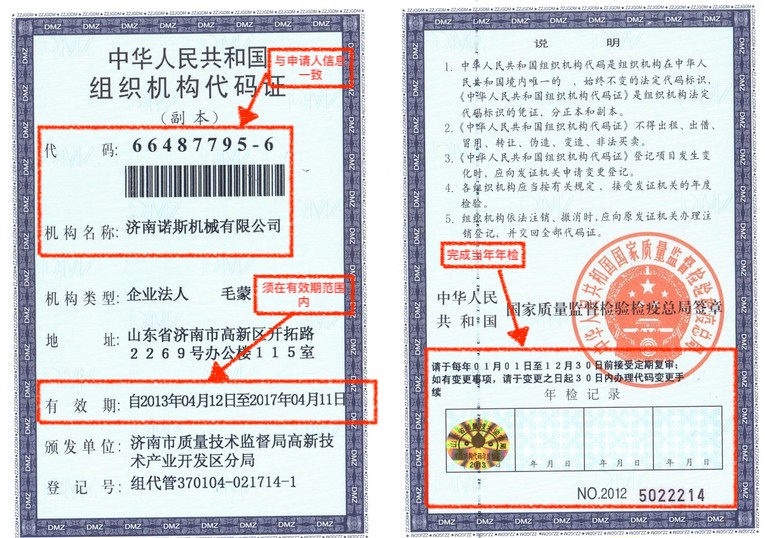 中华人民共和国
组织机构代码证
（副本）
与申请人信息
一致
代 码: 66487795-6
机构名称: 济南诺斯机械有限公司
机构类型: 企业法人 毛蒙
须在有效期范围
内
地 址: 山东省济南市高新区开拓路
2269号办公楼115室
有 效 期: 自2013年04月12日至2017年04月11日
颁发单位: 济南市质量技术监督局高新技
术产业开发区分局
登 记 号: 组代管370104-021714-1
DMZ
说 明
1. 中华人民共和国组织机构代码是组织机构在中华人
民共和国境内唯一的 、始终不变的法定代码标识，
《中华人民共和国组织机构代码证》是组织机构法定
代码标识的凭证，分正本和副本。
2.《中华人民共和国组织机构代码证》不得出租、出借、
冒用、转让、伪造、变造、非法买卖。
3.《中华人民共和国组织机构代码证》登记项目发生变
化时，应向发证机关申请变更登记。
4. 各组织机构应当按有关规定，接受发证机关的年度
检验。
5. 组织机构依法注销、撤消时，应向原发证机关办理注
销登记，并交回全部代码证。
完成当年年检
中华人民
共 和 国 国家质量监督检验检疫总局签章
中华人民共和国国家质量监督检验检疫总局
请于每年01月01日至12月30日前接受定期复审；
如有变更事项，请于变更之日起30日内办理代码变更手
续
年检记录
2013
年 月 日 年 月 日 年 月 日
NO.2012 5022214